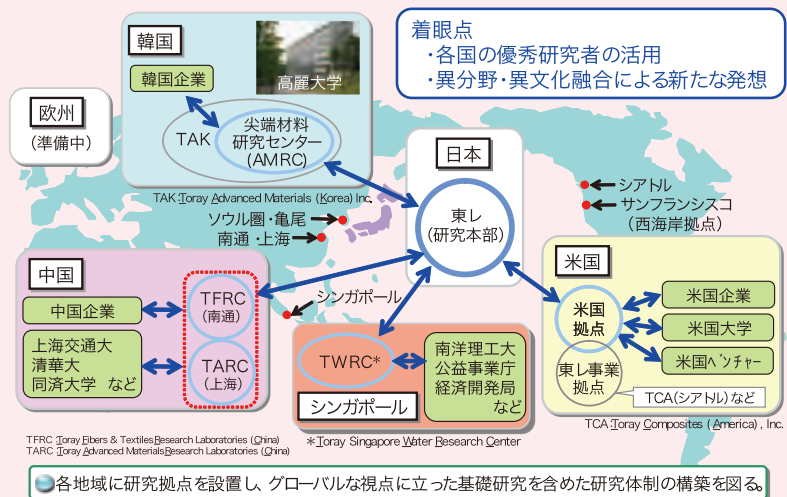 着眼点
・各国の優秀研究者の活用
・異分野・異文化融合による新たな発想
韓国
高麗大学
韓国企業
TAK
尖端材料
研究センター
(AMRC)
TAK:Toray Advanced Materials (Korea) Inc.
欧州
(準備中)
日本
東レ
(研究本部)
シアトル
サンフランシスコ
(西海岸拠点)
ソウル圏・亀尾
南通・上海
シンガポール
中国
中国企業
上海交通大
清華大
同済大学 など
TFRC
(南通)
TARC
(上海)
TWRC*
南洋理工大
公益事業庁
経済開発局
など
シンガポール
米国
米国
拠点
東レ事業
拠点
米国企業
米国大学
米国ベンチャー
TCA(シアトル)など
TCA:Toray Composites (America) , Inc.
TFRC :Toray Fibers & Textiles Research Laboratories (China)
TARC :Toray Advanced Materials Research Laboratories (China)
*:Toray Singapore Water Research Center
各地域に研究拠点を設置し、グローバルな視点に立った基礎研究を含めた研究体制の構築を図る。